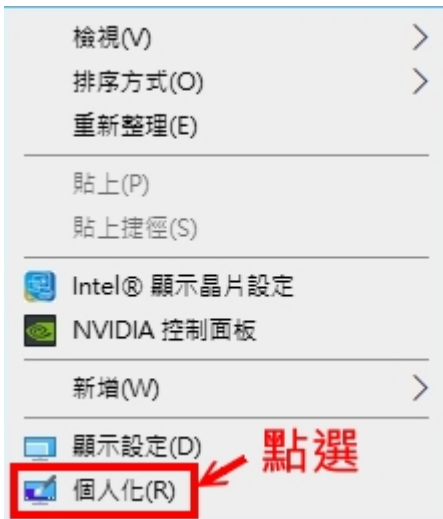 檢視(V)
排序方式(O)
重新整理(E)
貼上(P)
貼上捷徑(S)
Intel® 顯示晶片設定
NVIDIA 控制面板
新增(W)
顯示設定(D)
點選
個人化(R)